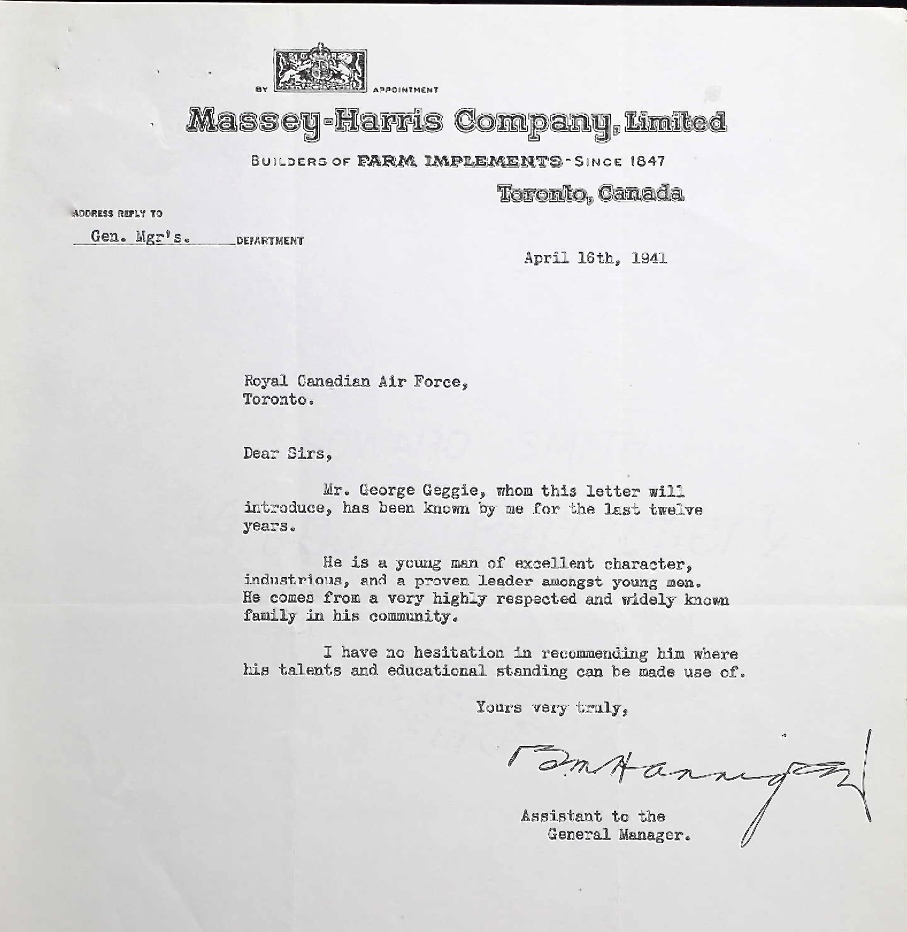 BY APPOINTMENT
Massey-Harris Company, Limited
BUILDERS OF FARM IMPLEMENTS - SINCE 1847
Toronto, Canada
ADDRESS REPLY TO
Gen. Mgr's. DEPARTMENT
April 16th, 1941
Royal Canadian Air Force,
Toronto.
Dear Sirs,
Mr. George Geggie, whom this letter will
introduce, has been known by me for the last twelve
years.
He is a young man of excellent character,
industrious, and a proven leader amongst young men.
He comes from a very highly respected and widely known
family in his community.
I have no hesitation in recommending him where
his talents and educational standing can be made use of.
Yours very truly,
Assistant to the
General Manager.